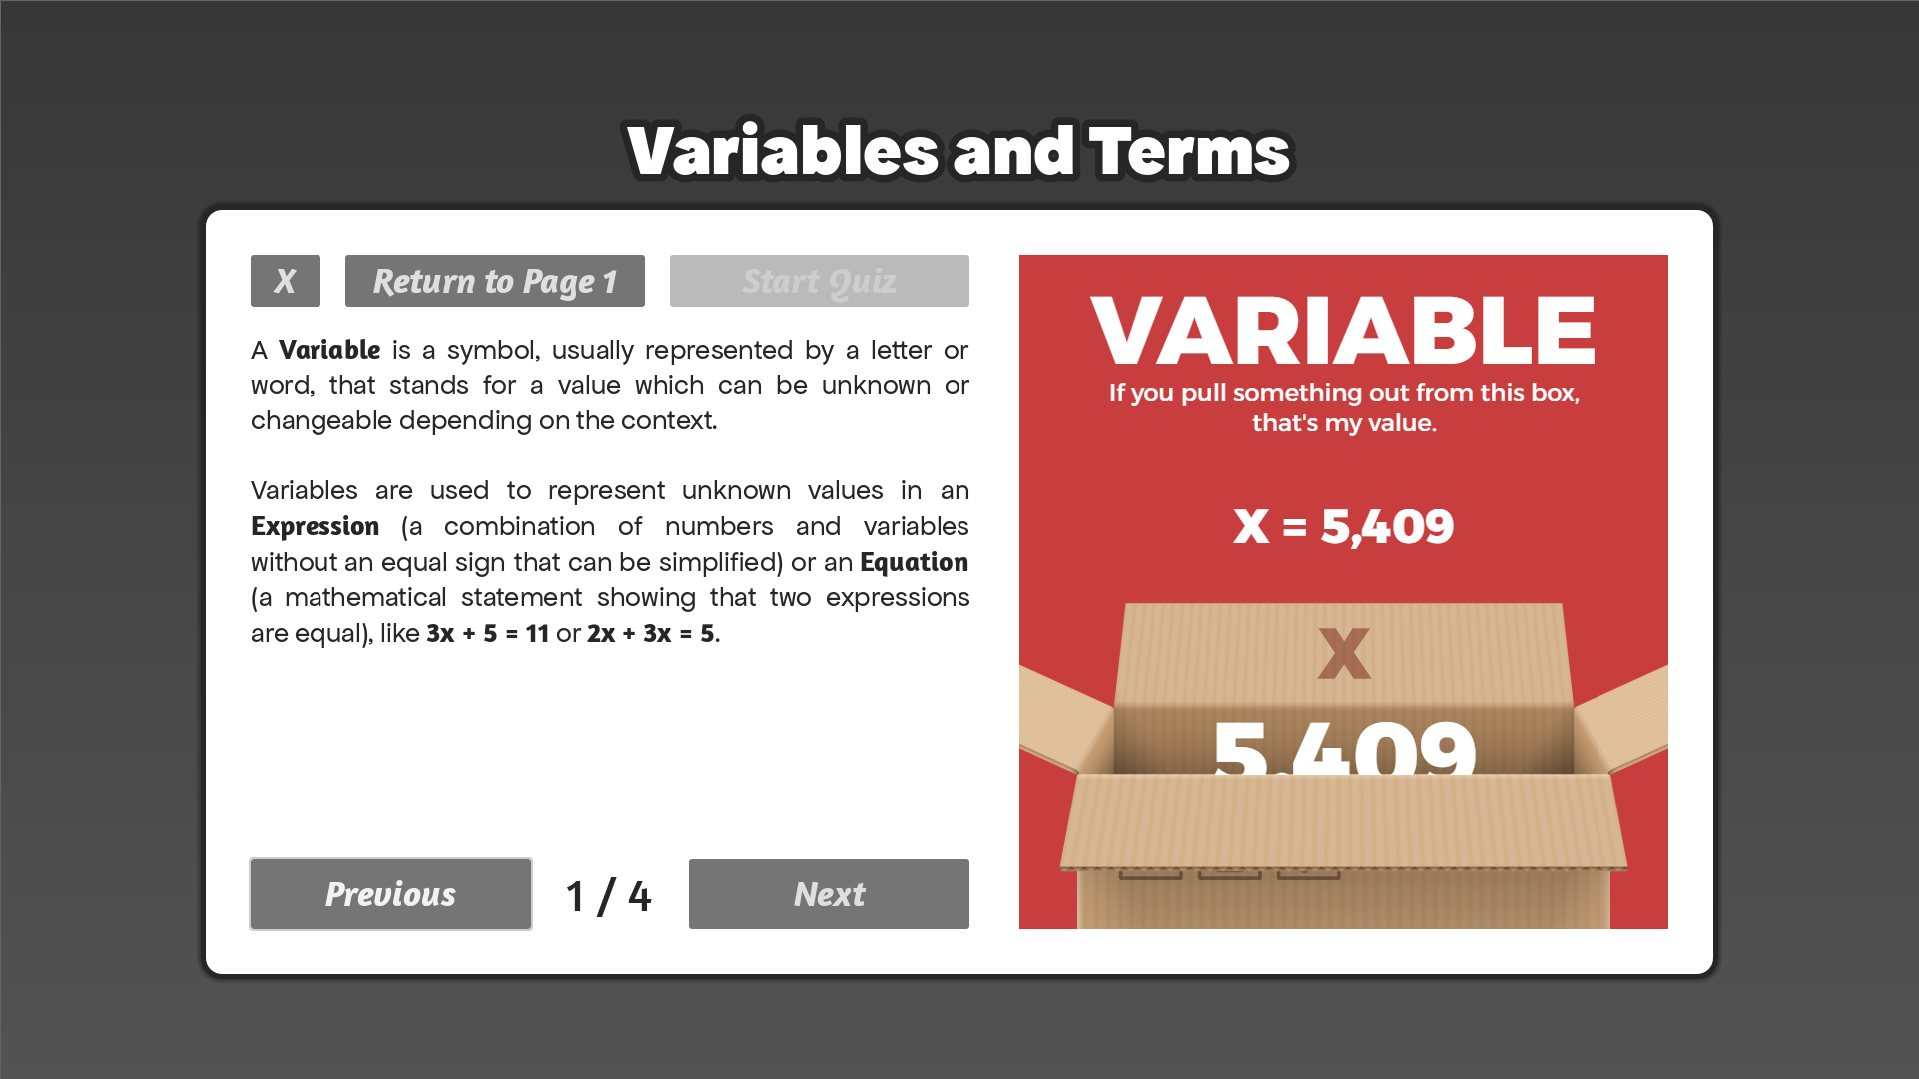 Variables and Terms
X
Return to Page 1
Start Quiz
A Variable is a symbol, usually represented by a letter or
word, that stands for a value which can be unknown or
changeable depending on the context.
Variables are used to represent unknown values in an
Expression (a combination of numbers and variables
without an equal sign that can be simplified) or an Equation
(a mathematical statement showing that two expressions
are equal), like 3x + 5 = 11 or 2x + 3x = 5.
Previous
1 / 4
Next
VARIABLE
If you pull something out from this box,
that's my value.
X = 5,409
X
5,409